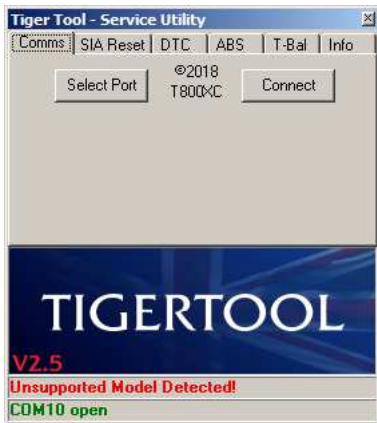 Tiger Tool - Service Utility
Comms SIA Reset DTC ABS T-Bal Info
Select Port
©2018
T800XC
Connect
TIGERTOOL
V2.5
Unsupported Model Detected!
COM10 open